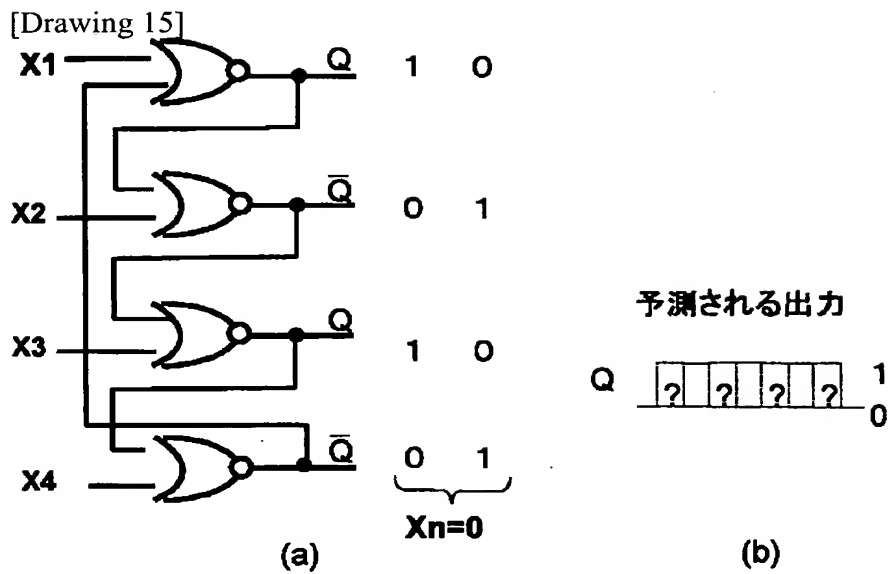 [Drawing 15]
X1 Q 1 0
X2 Q̅ 0 1
X3 Q 1 0
X4 Q̅ 0 1
Xn=0
(a)
予測される出力
Q ? ? ? ? 1
0
(b)